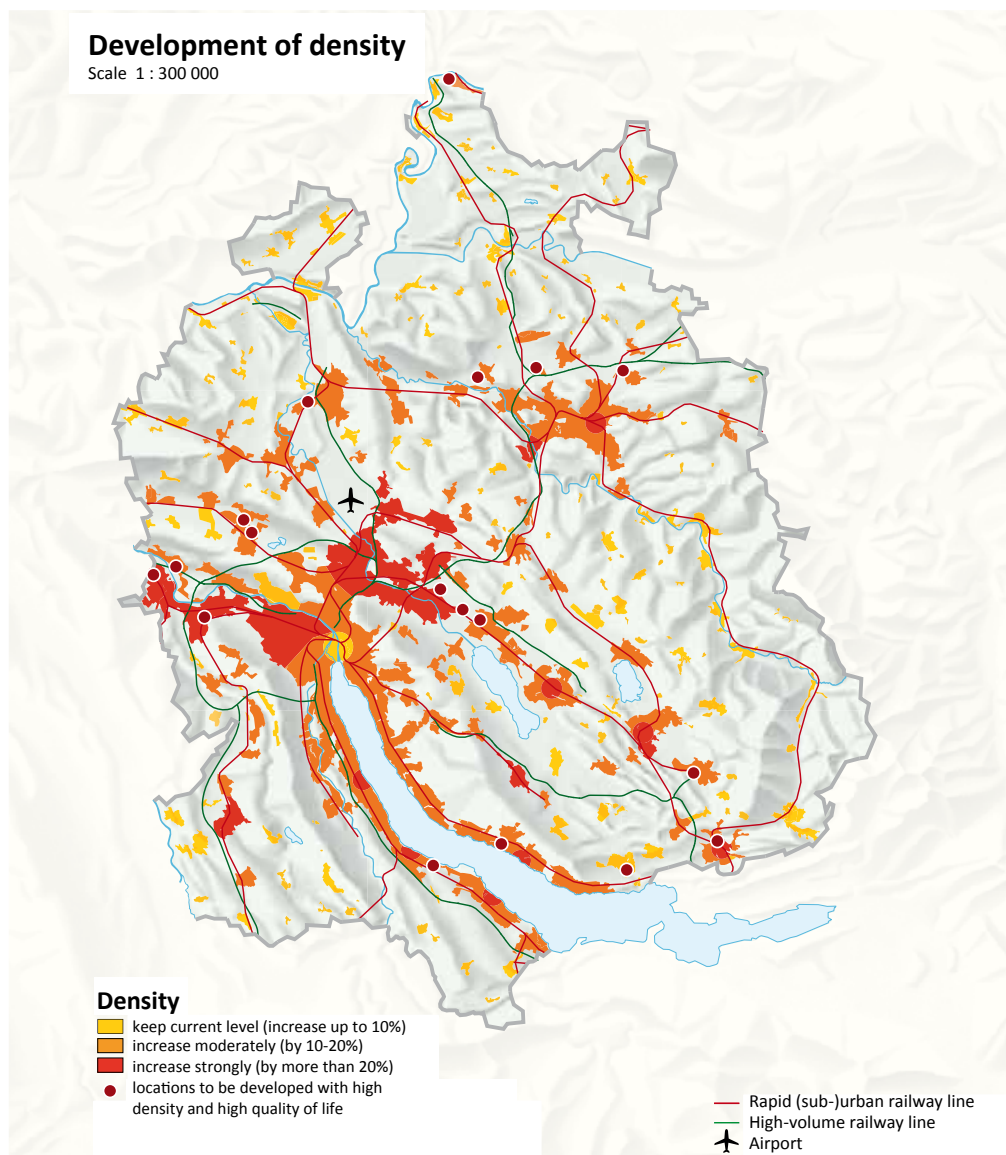 Development of density
Scale 1 : 300 000
Density
keep current level (increase up to 10%)
increase moderately (by 10-20%)
increase strongly (by more than 20%)
locations to be developed with high
density and high quality of life
Rapid (sub-)urban railway line
High-volume railway line
Airport